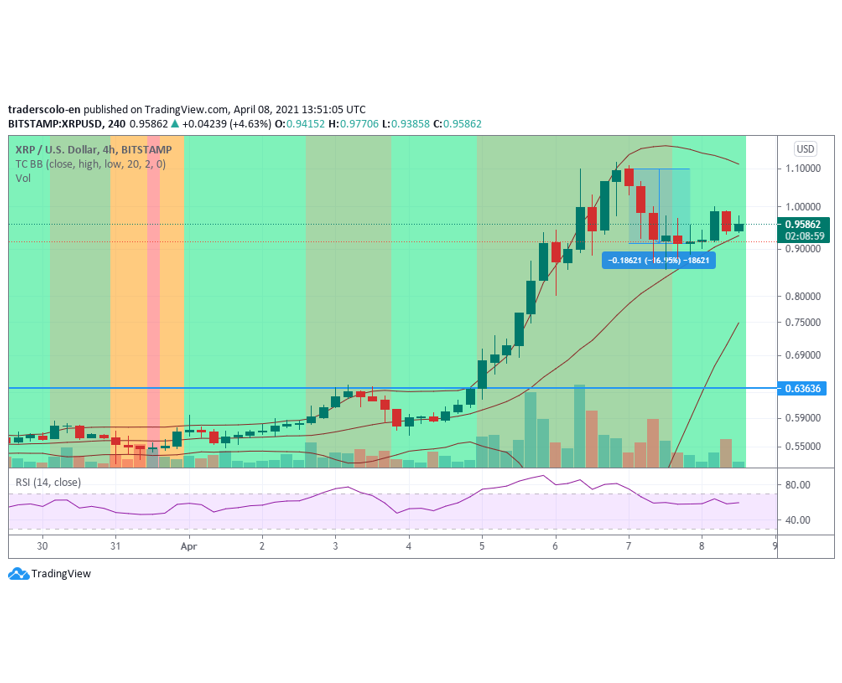 traderscolo-en published on TradingView.com, April 08, 2021 13:51:05 UTC
BITSTAMP:XRPUSD, 240 0.95862 ▲ +0.04239 (+4.63%) O:0.94152 H:0.97706 L:0.93858 C:0.95862
XRP / U.S. Dollar, 4h, BITSTAMP
TC BB (close, high, low, 20, 2, 0)
Vol
USD
1.10000
1.00000
0.95862
02:08:59
0.90000
−0.18621 (−16.95%) −18621
0.80000
0.75000
0.69000
0.63636
0.59000
0.55000
RSI (14, close)
80.00
40.00
30 31 Apr 2 3 4 5 6 7 8 9
TradingView